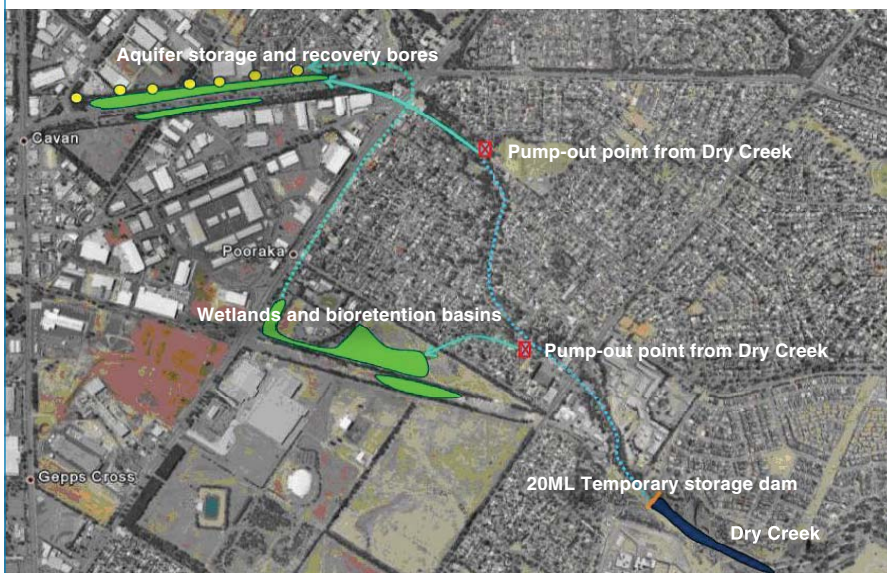 Aquifer storage and recovery bores
Cavan
Pump-out point from Dry Creek
Pooraka
Wetlands and bioretention basins
Pump-out point from Dry Creek
Gepps Cross
20ML Temporary storage dam
Dry Creek